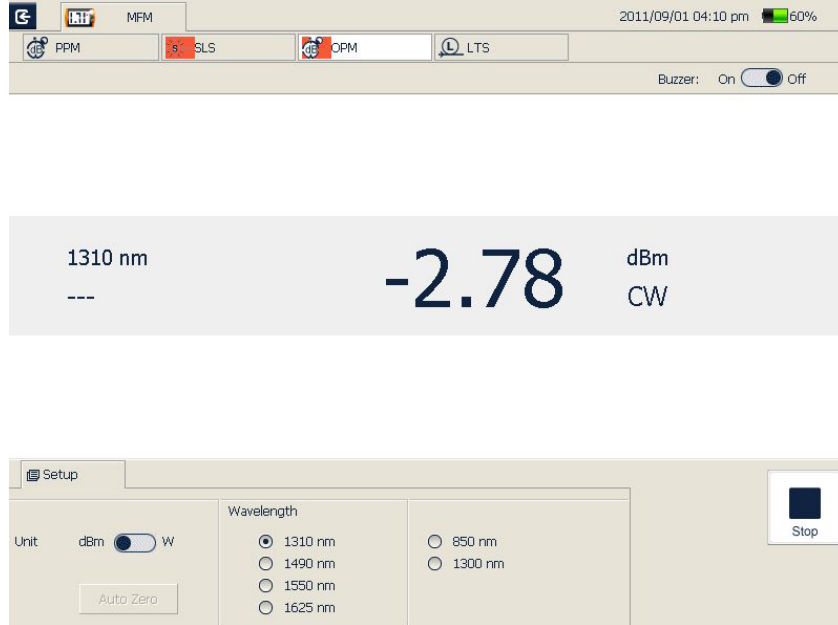 MFM 2011/09/01 04:10 pm 60%
dB PPM s SLS dB OPM L LTS
Buzzer: On Off
1310 nm -2.78 dBm
--- CW
Setup
Wavelength
Unit dBm W 1310 nm 850 nm
1490 nm 1300 nm
Auto Zero 1550 nm
1625 nm
Stop